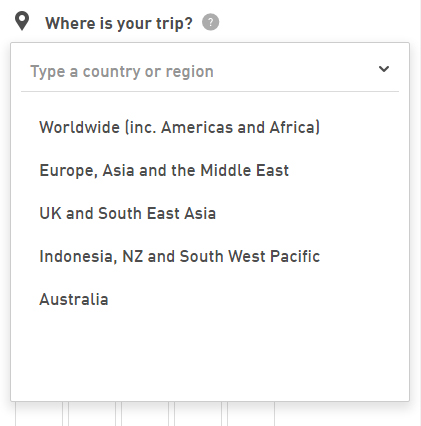 Where is your trip? ?
Type a country or region
Worldwide (inc. Americas and Africa)
Europe, Asia and the Middle East
UK and South East Asia
Indonesia, NZ and South West Pacific
Australia